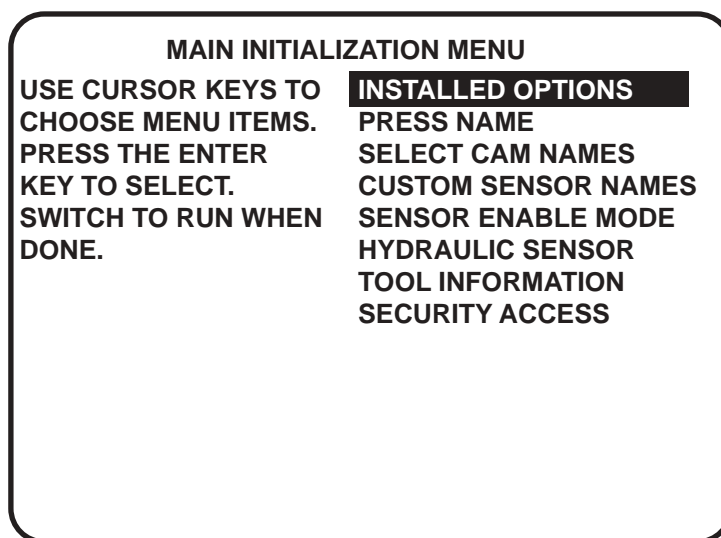 MAIN INITIALIZATION MENU
USE CURSOR KEYS TO
CHOOSE MENU ITEMS.
PRESS THE ENTER
KEY TO SELECT.
SWITCH TO RUN WHEN
DONE.
INSTALLED OPTIONS
PRESS NAME
SELECT CAM NAMES
CUSTOM SENSOR NAMES
SENSOR ENABLE MODE
HYDRAULIC SENSOR
TOOL INFORMATION
SECURITY ACCESS